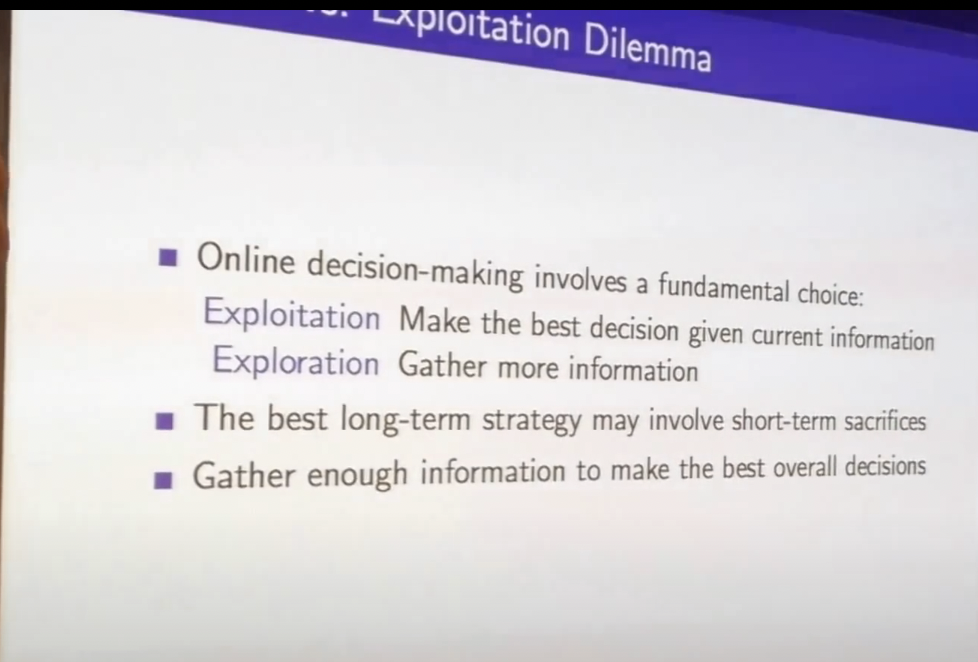 Exploitation Dilemma
Online decision-making involves a fundamental choice:
Exploitation Make the best decision given current information
Exploration Gather more information
The best long-term strategy may involve short-term sacrifices
Gather enough information to make the best overall decisions